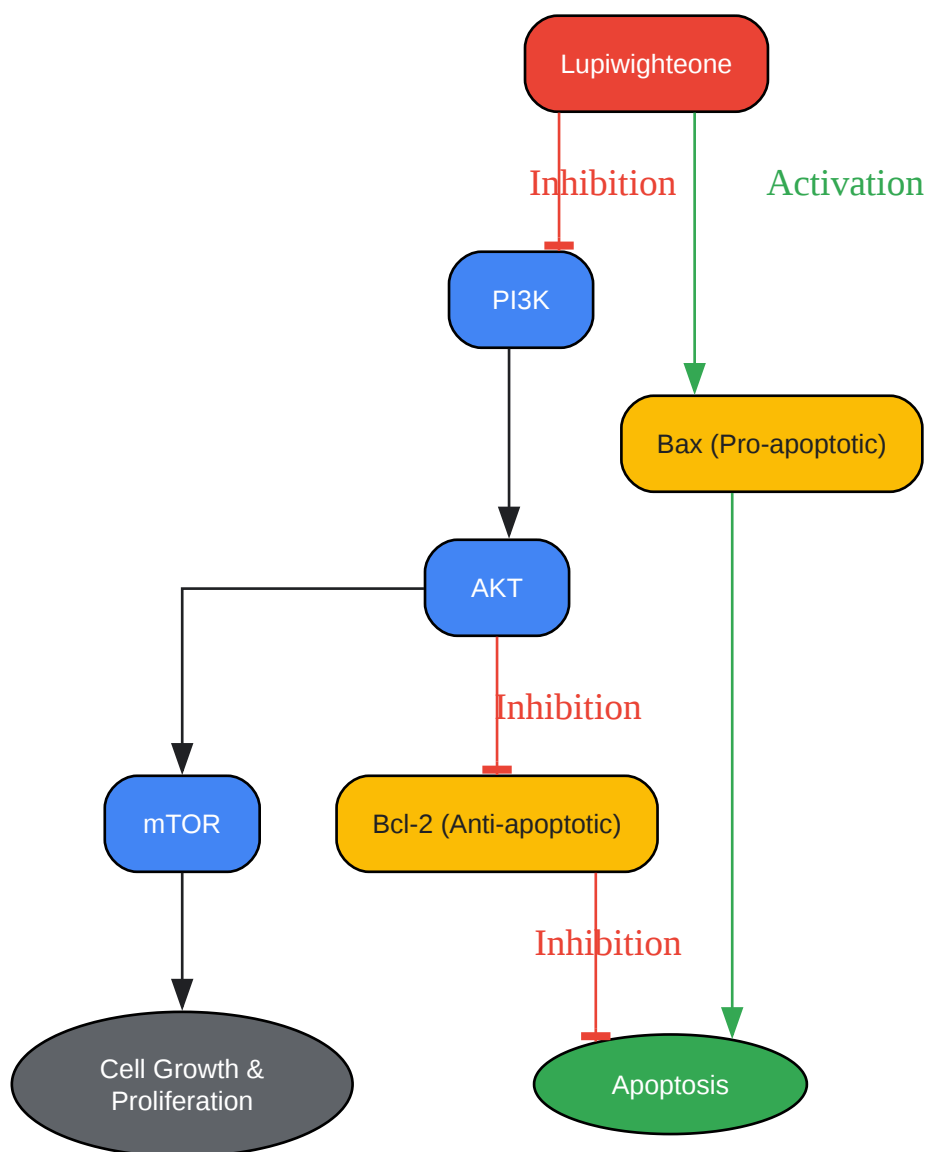 Lupiwighteone
Inhibition
Activation
PI3K
Bax (Pro-apoptotic)
AKT
Inhibition
mTOR
Bcl-2 (Anti-apoptotic)
Inhibition
Cell Growth &
Proliferation
Apoptosis